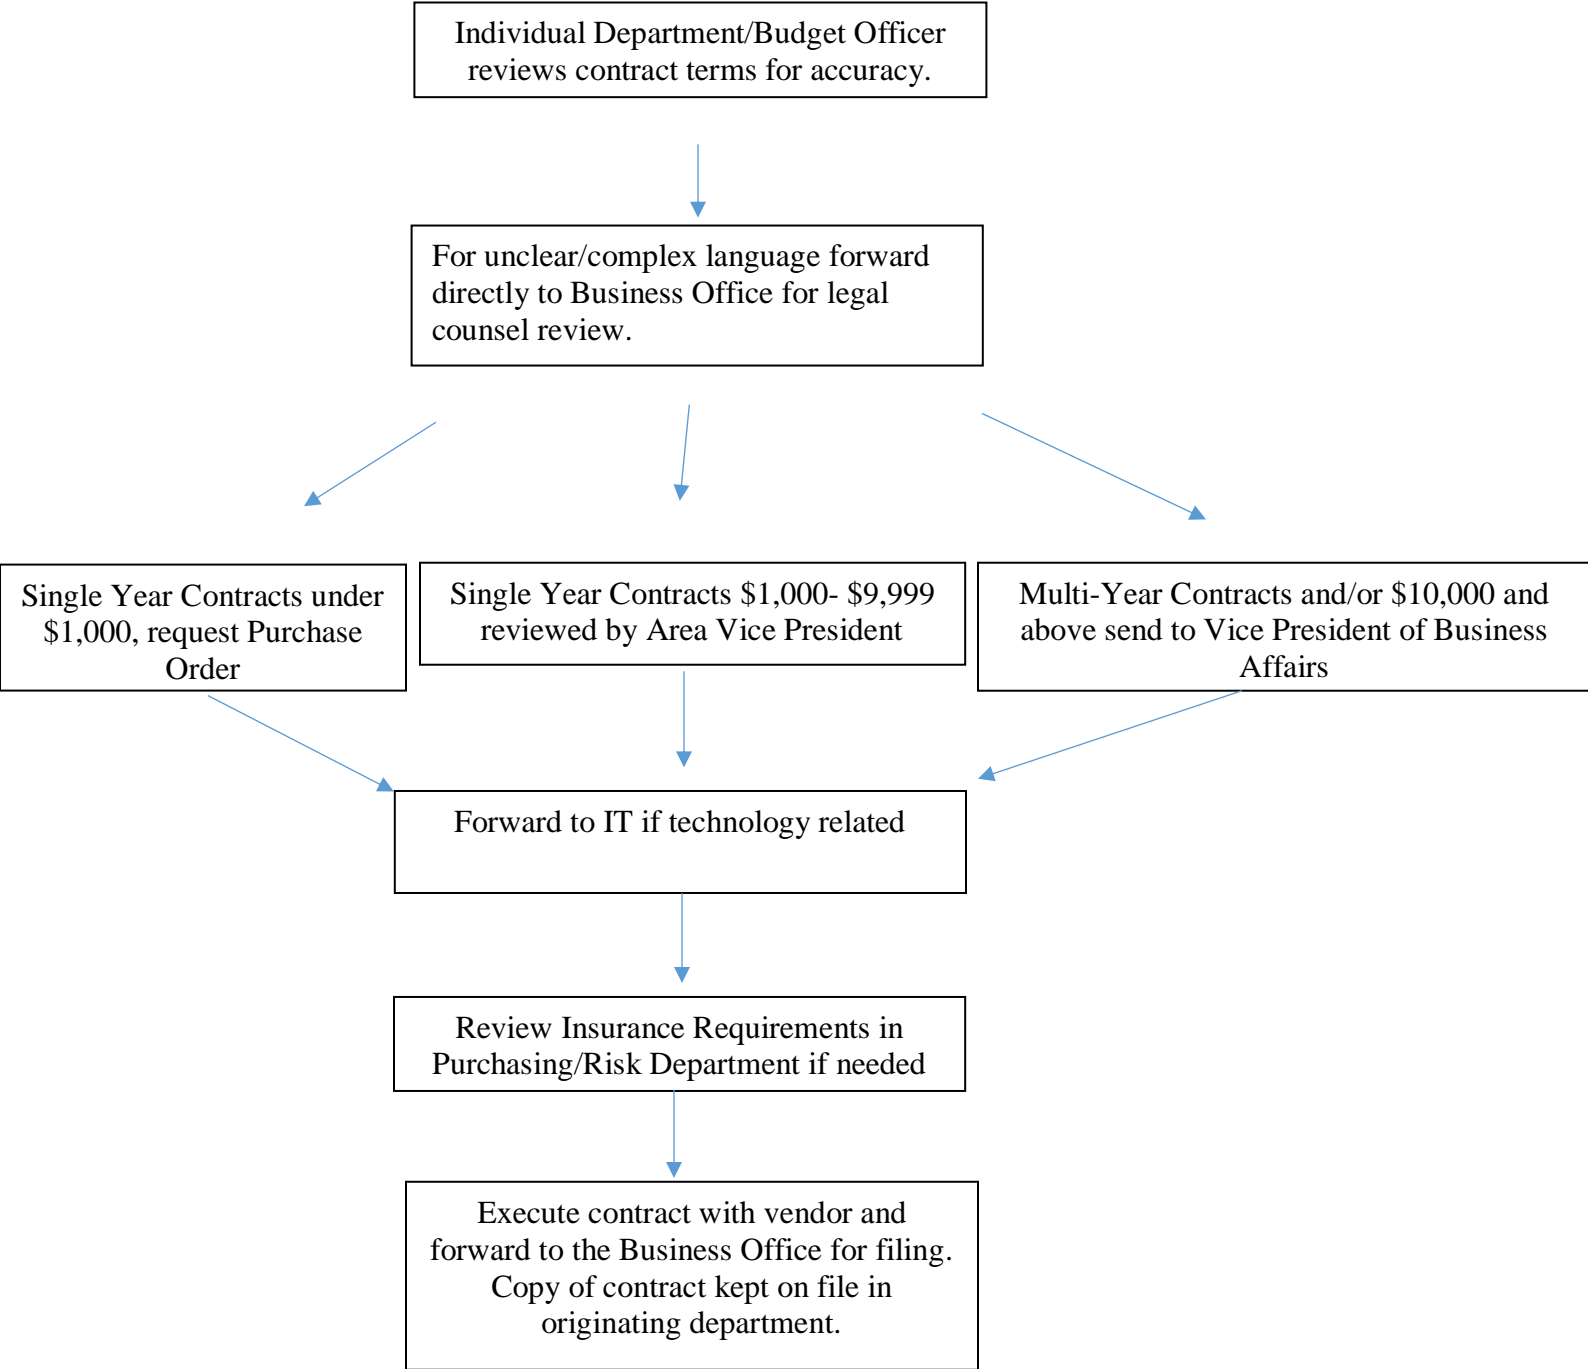 Individual Department/Budget Officer
reviews contract terms for accuracy.
For unclear/complex language forward
directly to Business Office for legal
counsel review.
Single Year Contracts under
$1,000, request Purchase
Order
Single Year Contracts $1,000- $9,999
reviewed by Area Vice President
Multi-Year Contracts and/or $10,000 and
above send to Vice President of Business
Affairs
Forward to IT if technology related
Review Insurance Requirements in
Purchasing/Risk Department if needed
Execute contract with vendor and
forward to the Business Office for filing.
Copy of contract kept on file in
originating department.